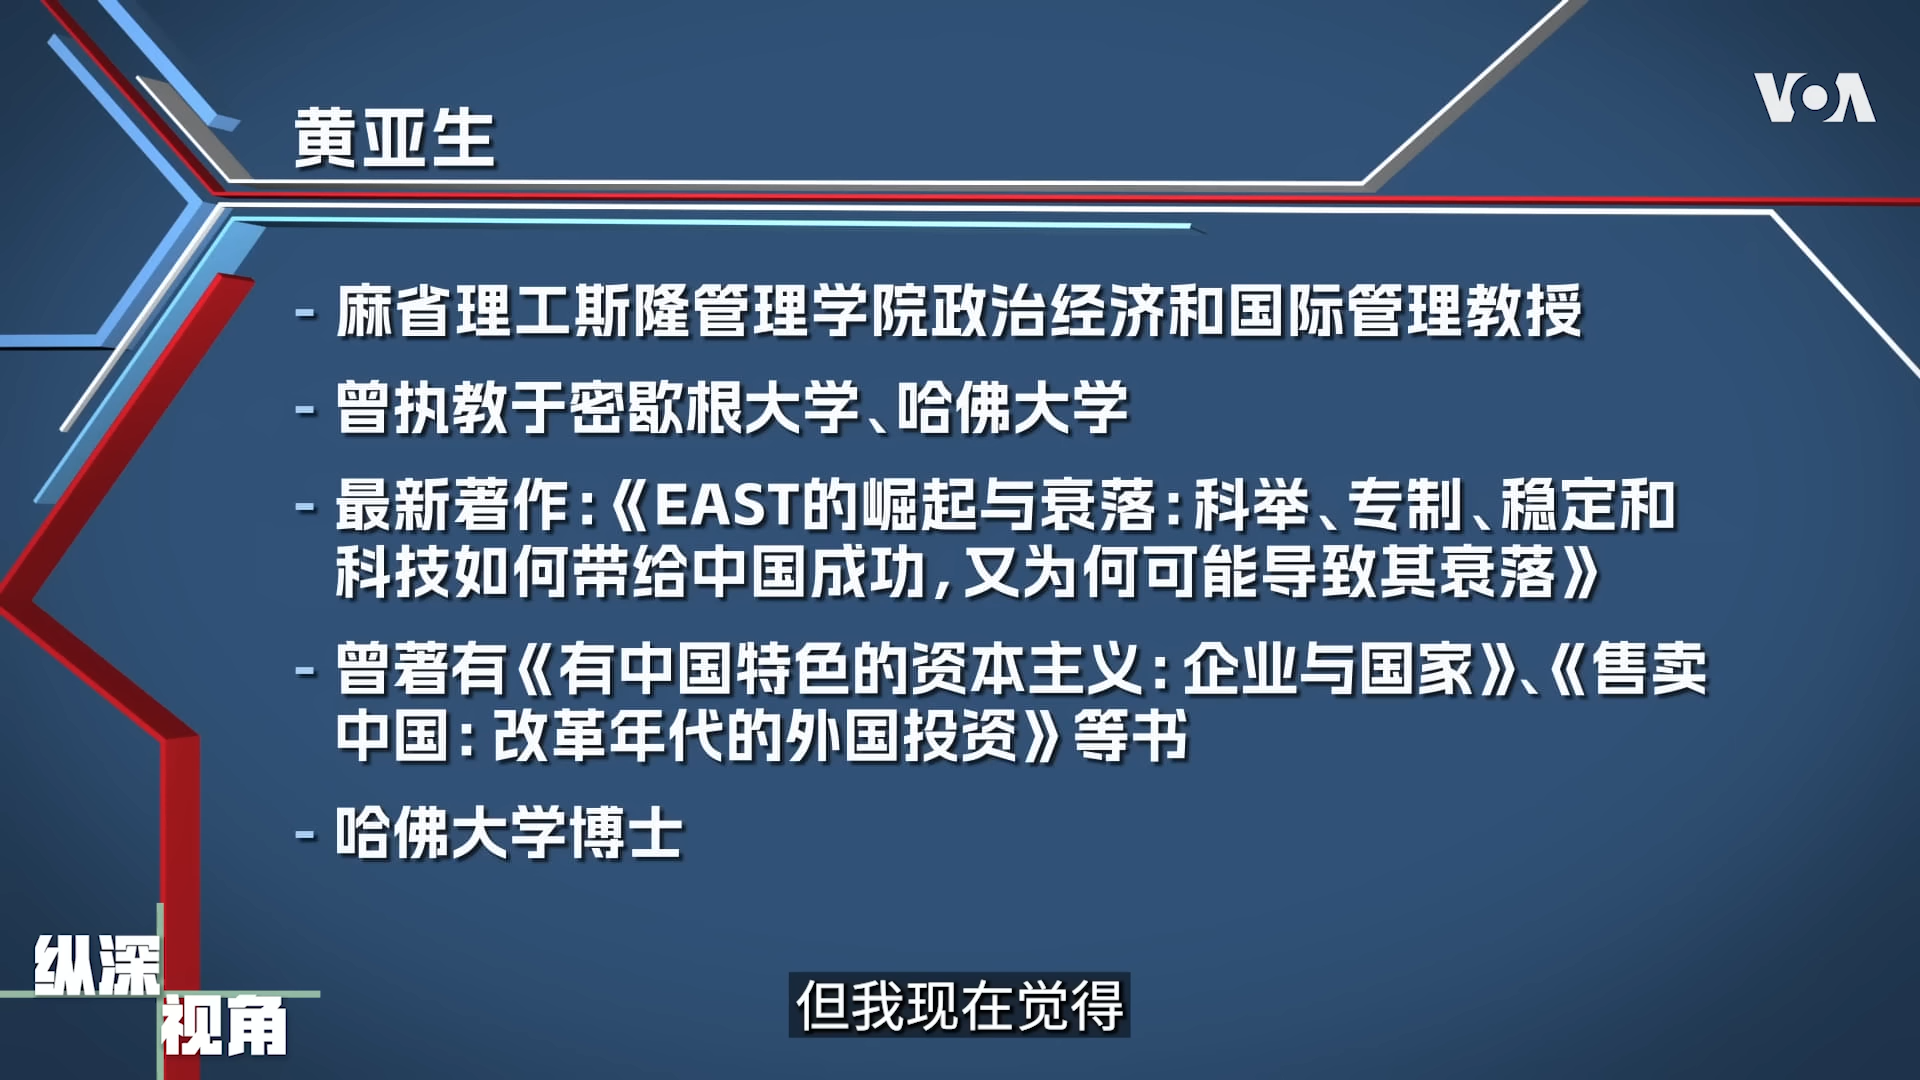 VOA
黄亚生
- 麻省理工斯隆管理学院政治经济和国际管理教授
- 曾执教于密歇根大学、哈佛大学
- 最新著作:《EAST的崛起与衰落:科举、专制、稳定和
科技如何带给中国成功,又为何可能导致其衰落》
- 曾著有《有中国特色的资本主义:企业与国家》、《售卖
中国:改革年代的外国投资》等书
- 哈佛大学博士
纵深
视角
但我现在觉得